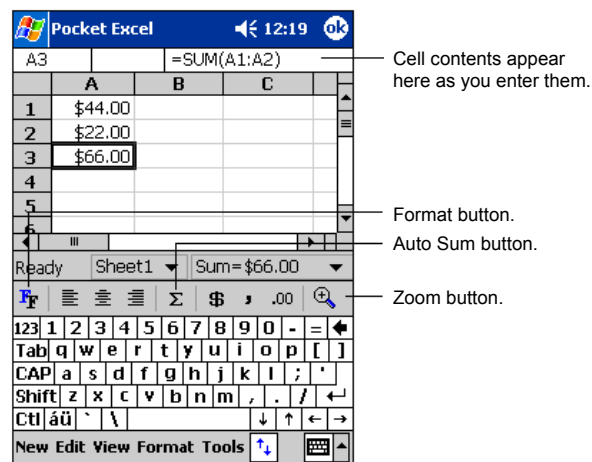 Pocket Excel 12:19 ok
A3 =SUM(A1:A2)
Cell contents appear
here as you enter them.
A B C
1 $44.00
2 $22.00
3 $66.00
4
5
6
Format button.
Auto Sum button.
Ready Sheet1 Sum=$66.00
FF Σ $ , .00
Zoom button.
123 1 2 3 4 5 6 7 8 9 0 - =
Tab q w e r t y u i o p [ ]
CAP a s d f g h j k l ; '
Shift z x c v b n m , . /
Ctl áü ` \ ↓ ↑ ← →
New Edit View Format Tools